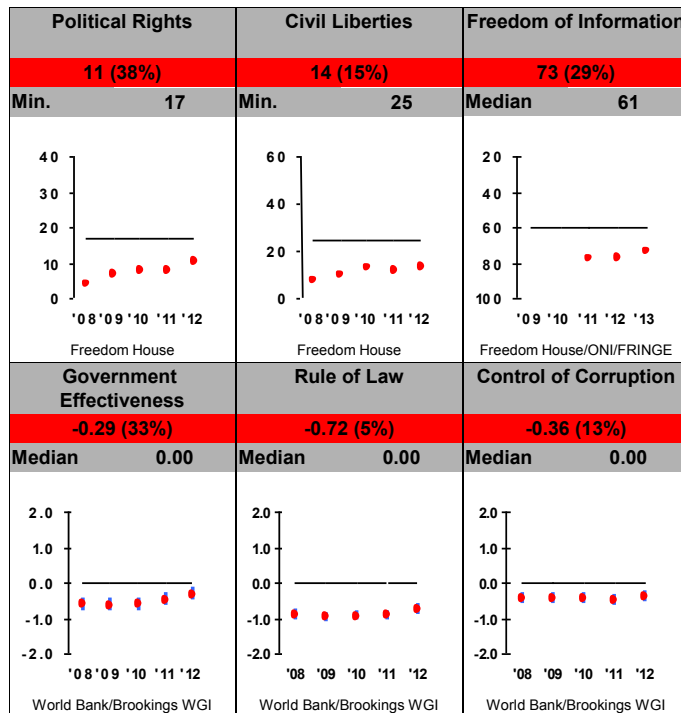 Political Rights
11 (38%)
Min. 17
40
30
20
10
0
'08 '09 '10 '11 '12
Freedom House
Civil Liberties
14 (15%)
Min. 25
60
40
20
0
'08 '09 '10 '11 '12
Freedom House
Freedom of Information
73 (29%)
Median 61
20
40
60
80
100
'09 '10 '11 '12 '13
Freedom House/ONI/FRINGE
Government
Effectiveness
-0.29 (33%)
Median 0.00
2.0
1.0
0.0
-1.0
-2.0
'08 '09 '10 '11 '12
World Bank/Brookings WGI
Rule of Law
-0.72 (5%)
Median 0.00
2.0
1.0
0.0
-1.0
-2.0
'08 '09 '10 '11 '12
World Bank/Brookings WGI
Control of Corruption
-0.36 (13%)
Median 0.00
2.0
1.0
0.0
-1.0
-2.0
'08 '09 '10 '11 '12
World Bank/Brookings WGI